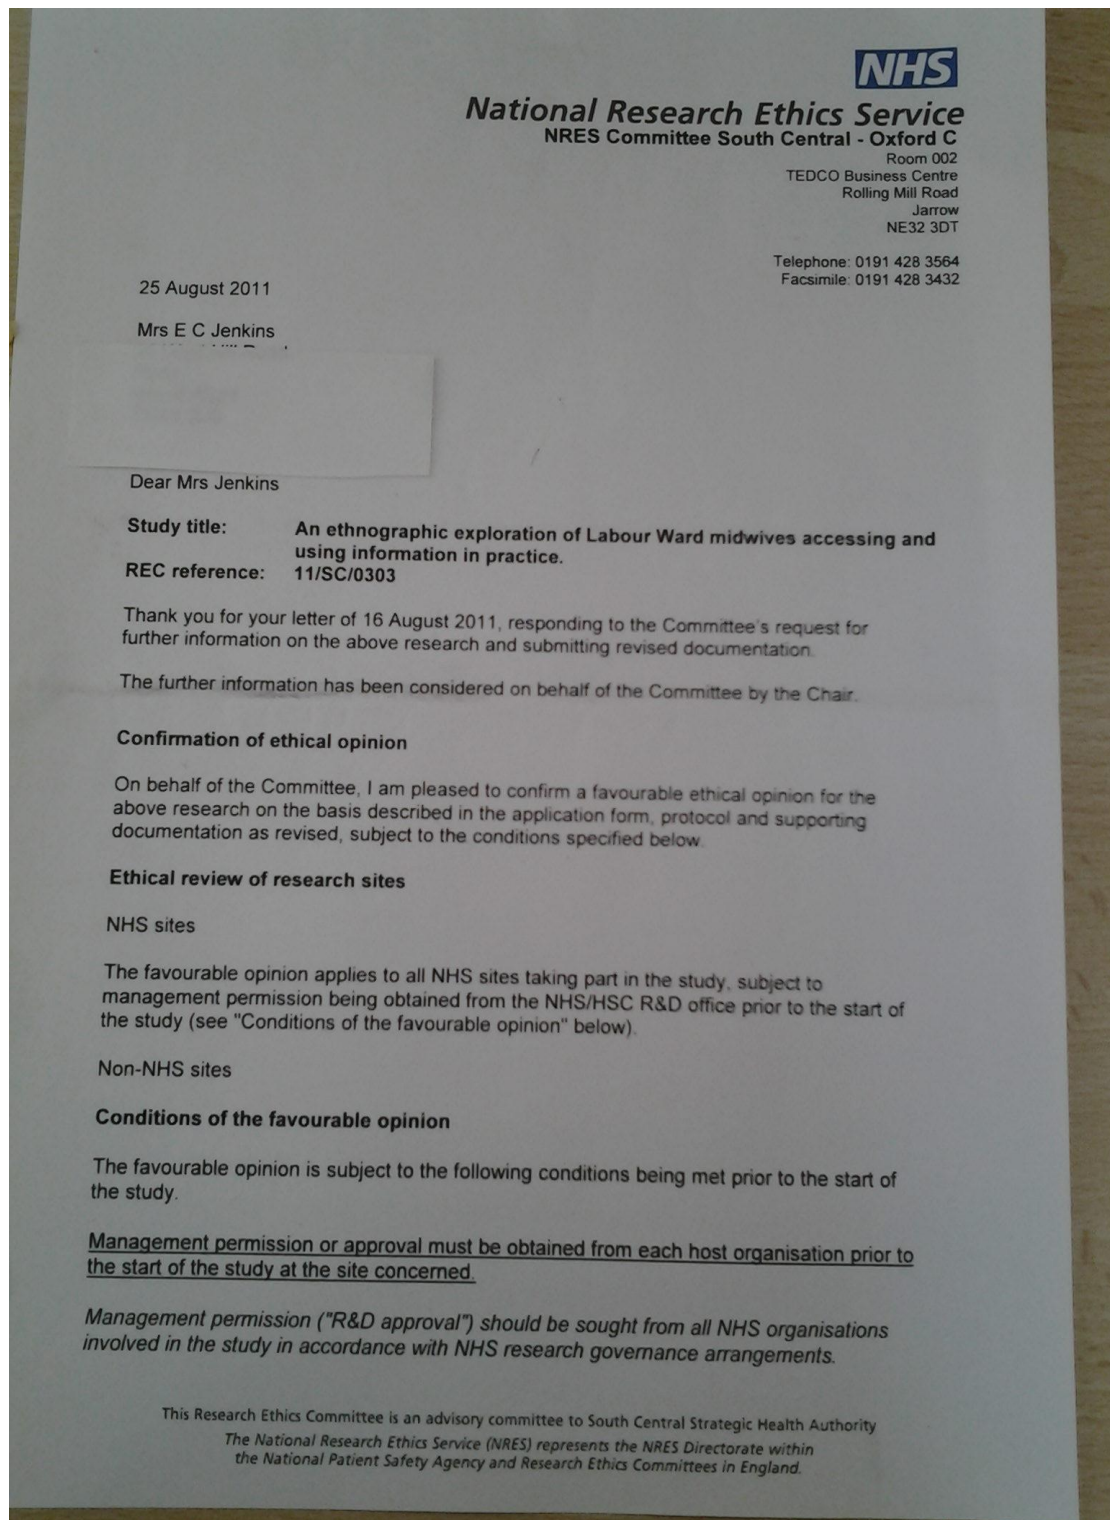 NHS
National Research Ethics Service
NRES Committee South Central - Oxford C
Room 002
TEDCO Business Centre
Rolling Mill Road
Jarrow
NE32 3DT
Telephone: 0191 428 3564
Facsimile: 0191 428 3432
25 August 2011
Mrs E C Jenkins
Dear Mrs Jenkins
Study title: An ethnographic exploration of Labour Ward midwives accessing and
using information in practice.
REC reference: 11/SC/0303
Thank you for your letter of 16 August 2011, responding to the Committee's request for
further information on the above research and submitting revised documentation.
The further information has been considered on behalf of the Committee by the Chair.
Confirmation of ethical opinion
On behalf of the Committee, I am pleased to confirm a favourable ethical opinion for the
above research on the basis described in the application form, protocol and supporting
documentation as revised, subject to the conditions specified below.
Ethical review of research sites
NHS sites
The favourable opinion applies to all NHS sites taking part in the study, subject to
management permission being obtained from the NHS/HSC R&D office prior to the start of
the study (see "Conditions of the favourable opinion" below).
Non-NHS sites
Conditions of the favourable opinion
The favourable opinion is subject to the following conditions being met prior to the start of
the study.
Management permission or approval must be obtained from each host organisation prior to
the start of the study at the site concerned.
Management permission ("R&D approval") should be sought from all NHS organisations
involved in the study in accordance with NHS research governance arrangements.
This Research Ethics Committee is an advisory committee to South Central Strategic Health Authority
The National Research Ethics Service (NRES) represents the NRES Directorate within
the National Patient Safety Agency and Research Ethics Committees in England.